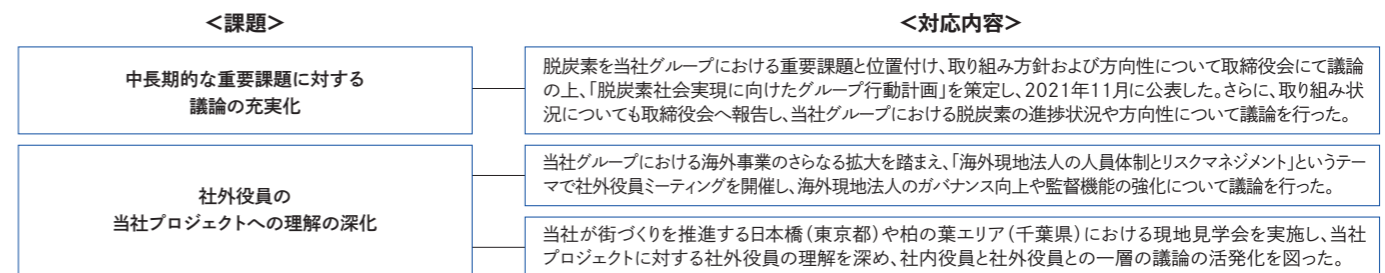 ＜課題＞
＜対応内容＞
中長期的な重要課題に対する
議論の充実化
脱炭素を当社グループにおける重要課題と位置付け、取り組み方針および方向性について取締役会にて議論
の上、「脱炭素社会実現に向けたグループ行動計画」を策定し、2021年11月に公表した。さらに、取り組み状
況についても取締役会へ報告し、当社グループにおける脱炭素の進捗状況や方向性について議論を行った。
社外役員の
当社プロジェクトへの理解の深化
当社グループにおける海外事業のさらなる拡大を踏まえ、「海外現地法人の人員体制とリスクマネジメント」というテー
マで社外役員ミーティングを開催し、海外現地法人のガバナンス向上や監督機能の強化について議論を行った。
当社が街づくりを推進する日本橋（東京都）や柏の葉エリア（千葉県）における現地見学会を実施し、当社
プロジェクトに対する社外役員の理解を深め、社内役員と社外役員との一層の議論の活発化を図った。